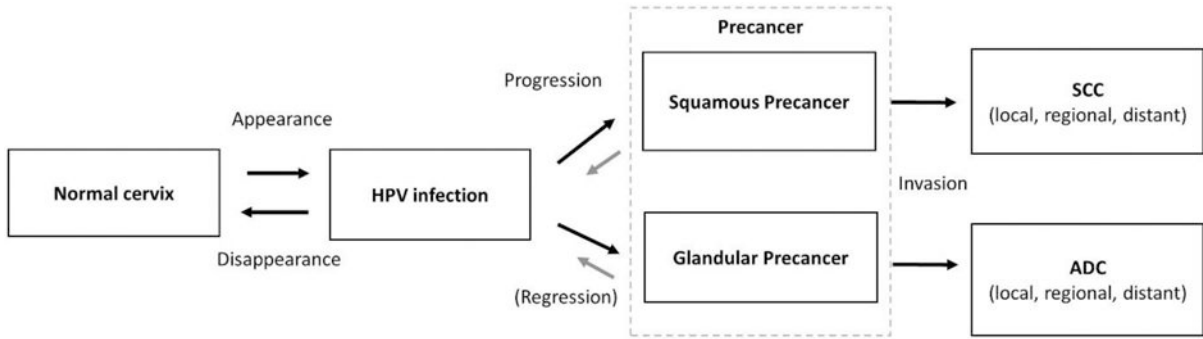 Precancer
Progression
Squamous Precancer
SCC
(local, regional, distant)
Appearance
Normal cervix
HPV infection
Invasion
Disappearance
Glandular Precancer
ADC
(local, regional, distant)
(Regression)